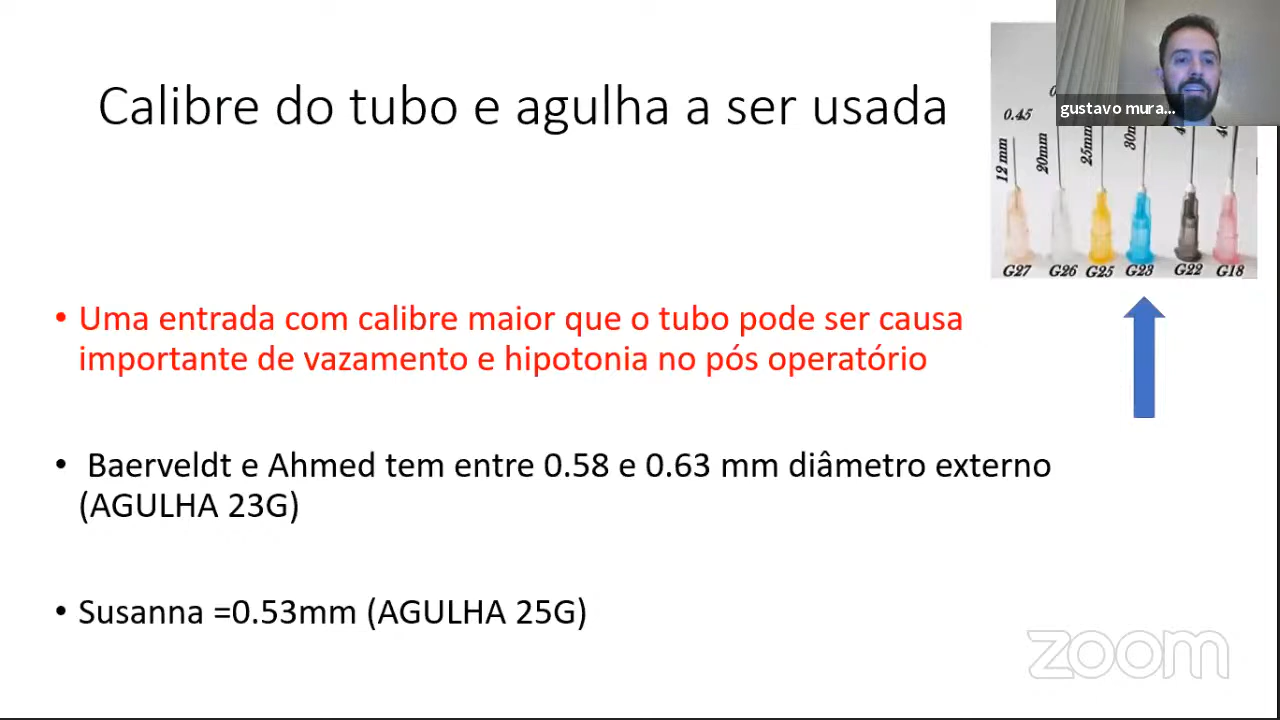 Calibre do tubo e agulha a ser usada
gustavo mura...
0.45
12 mm
20mm
25mm
G27 G26 G25 G23 G22 G18
• Uma entrada com calibre maior que o tubo pode ser causa
importante de vazamento e hipotonia no pós operatório
• Baerveldt e Ahmed tem entre 0.58 e 0.63 mm diâmetro externo
(AGULHA 23G)
• Susanna =0.53mm (AGULHA 25G)
zoom